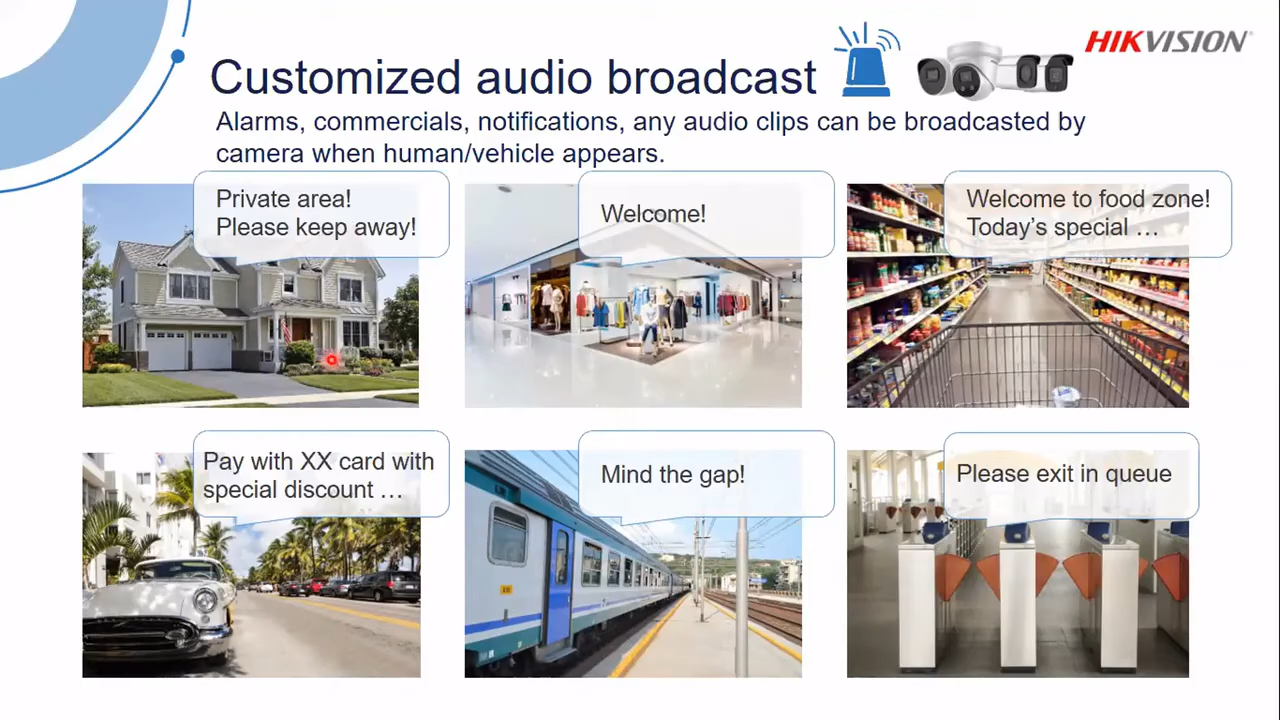 HIKVISION
Customized audio broadcast
Alarms, commercials, notifications, any audio clips can be broadcasted by
camera when human/vehicle appears.
Private area!
Please keep away!
Welcome!
Welcome to food zone!
Today’s special …
Pay with XX card with
special discount …
Mind the gap!
Please exit in queue